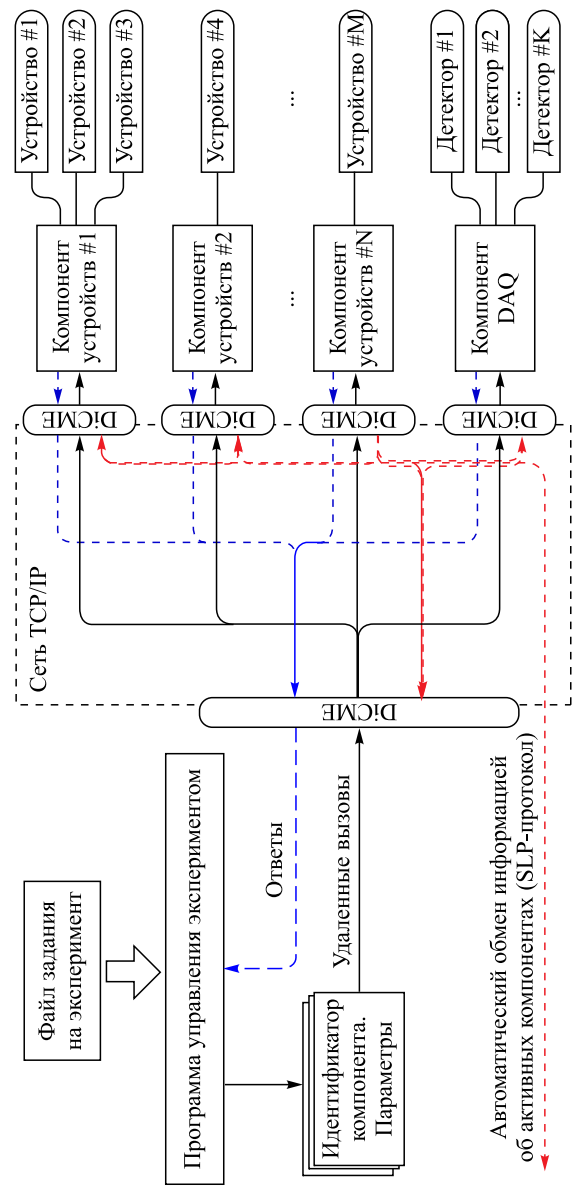 Файл задания
на эксперимент
Программа управления экспериментом
Идентификатор
компонента.
Параметры
Ответы
Удаленные вызовы
Автоматический обмен информацией
об активных компонентах (SLP-протокол)
Сеть TCP/IP
DiCME
DiCME
DiCME
DiCME
DiCME
Компонент
устройств #1
Компонент
устройств #2
...
Компонент
устройств #N
Компонент
DAQ
Устройство #1
Устройство #2
Устройство #3
Устройство #4
...
Устройство #M
Детектор #1
Детектор #2
...
Детектор #K